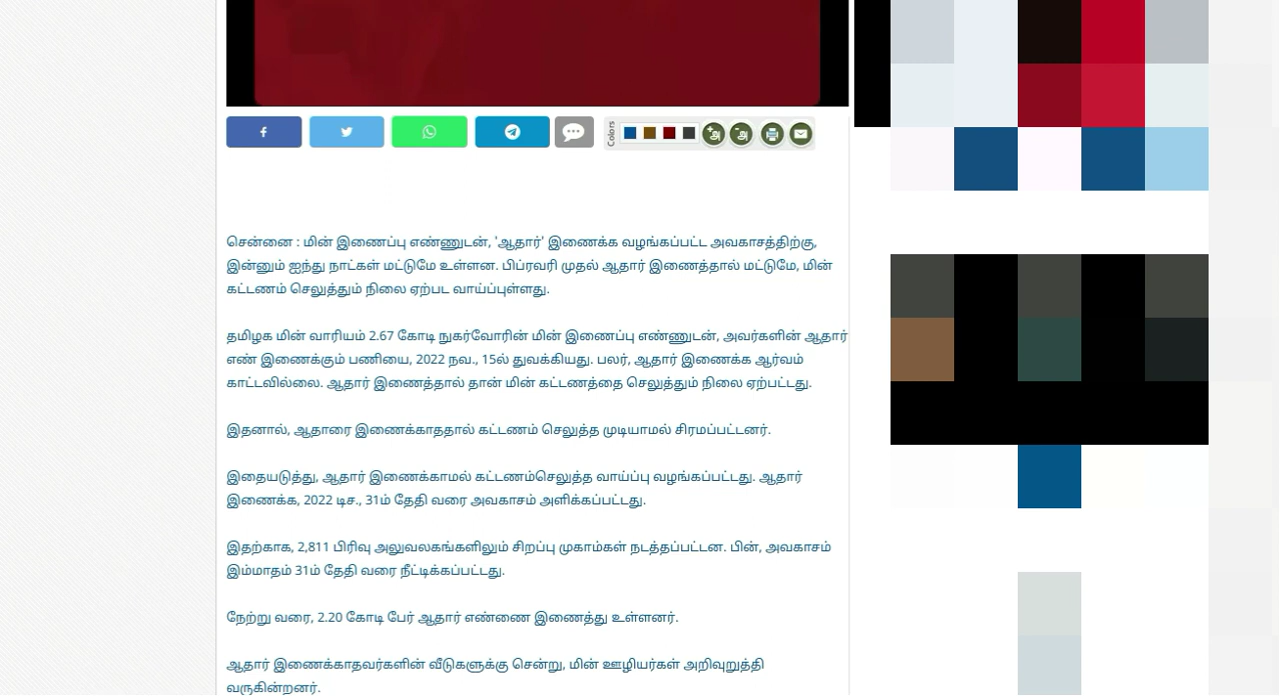 Colors
சென்னை : மின் இணைப்பு எண்ணுடன், 'ஆதார்' இணைக்க வழங்கப்பட்ட அவகாசத்திற்கு,
இன்னும் ஐந்து நாட்கள் மட்டுமே உள்ளன. பிப்ரவரி முதல் ஆதார் இணைத்தால் மட்டுமே, மின்
கட்டணம் செலுத்தும் நிலை ஏற்பட வாய்ப்புள்ளது.
தமிழக மின் வாரியம் 2.67 கோடி நுகர்வோரின் மின் இணைப்பு எண்ணுடன், அவர்களின் ஆதார்
எண் இணைக்கும் பணியை, 2022 நவ., 15ல் துவக்கியது. பலர், ஆதார் இணைக்க ஆர்வம்
காட்டவில்லை. ஆதார் இணைத்தால் தான் மின் கட்டணத்தை செலுத்தும் நிலை ஏற்பட்டது.
இதனால், ஆதாரை இணைக்காததால் கட்டணம் செலுத்த முடியாமல் சிரமப்பட்டனர்.
இதையடுத்து, ஆதார் இணைக்காமல் கட்டணம்செலுத்த வாய்ப்பு வழங்கப்பட்டது. ஆதார்
இணைக்க, 2022 டிச., 31ம் தேதி வரை அவகாசம் அளிக்கப்பட்டது.
இதற்காக, 2,811 பிரிவு அலுவலகங்களிலும் சிறப்பு முகாம்கள் நடத்தப்பட்டன. பின், அவகாசம்
இம்மாதம் 31ம் தேதி வரை நீட்டிக்கப்பட்டது.
நேற்று வரை, 2.20 கோடி பேர் ஆதார் எண்ணை இணைத்து உள்ளனர்.
ஆதார் இணைக்காதவர்களின் வீடுகளுக்கு சென்று, மின் ஊழியர்கள் அறிவுறுத்தி
வருகின்றனர்.